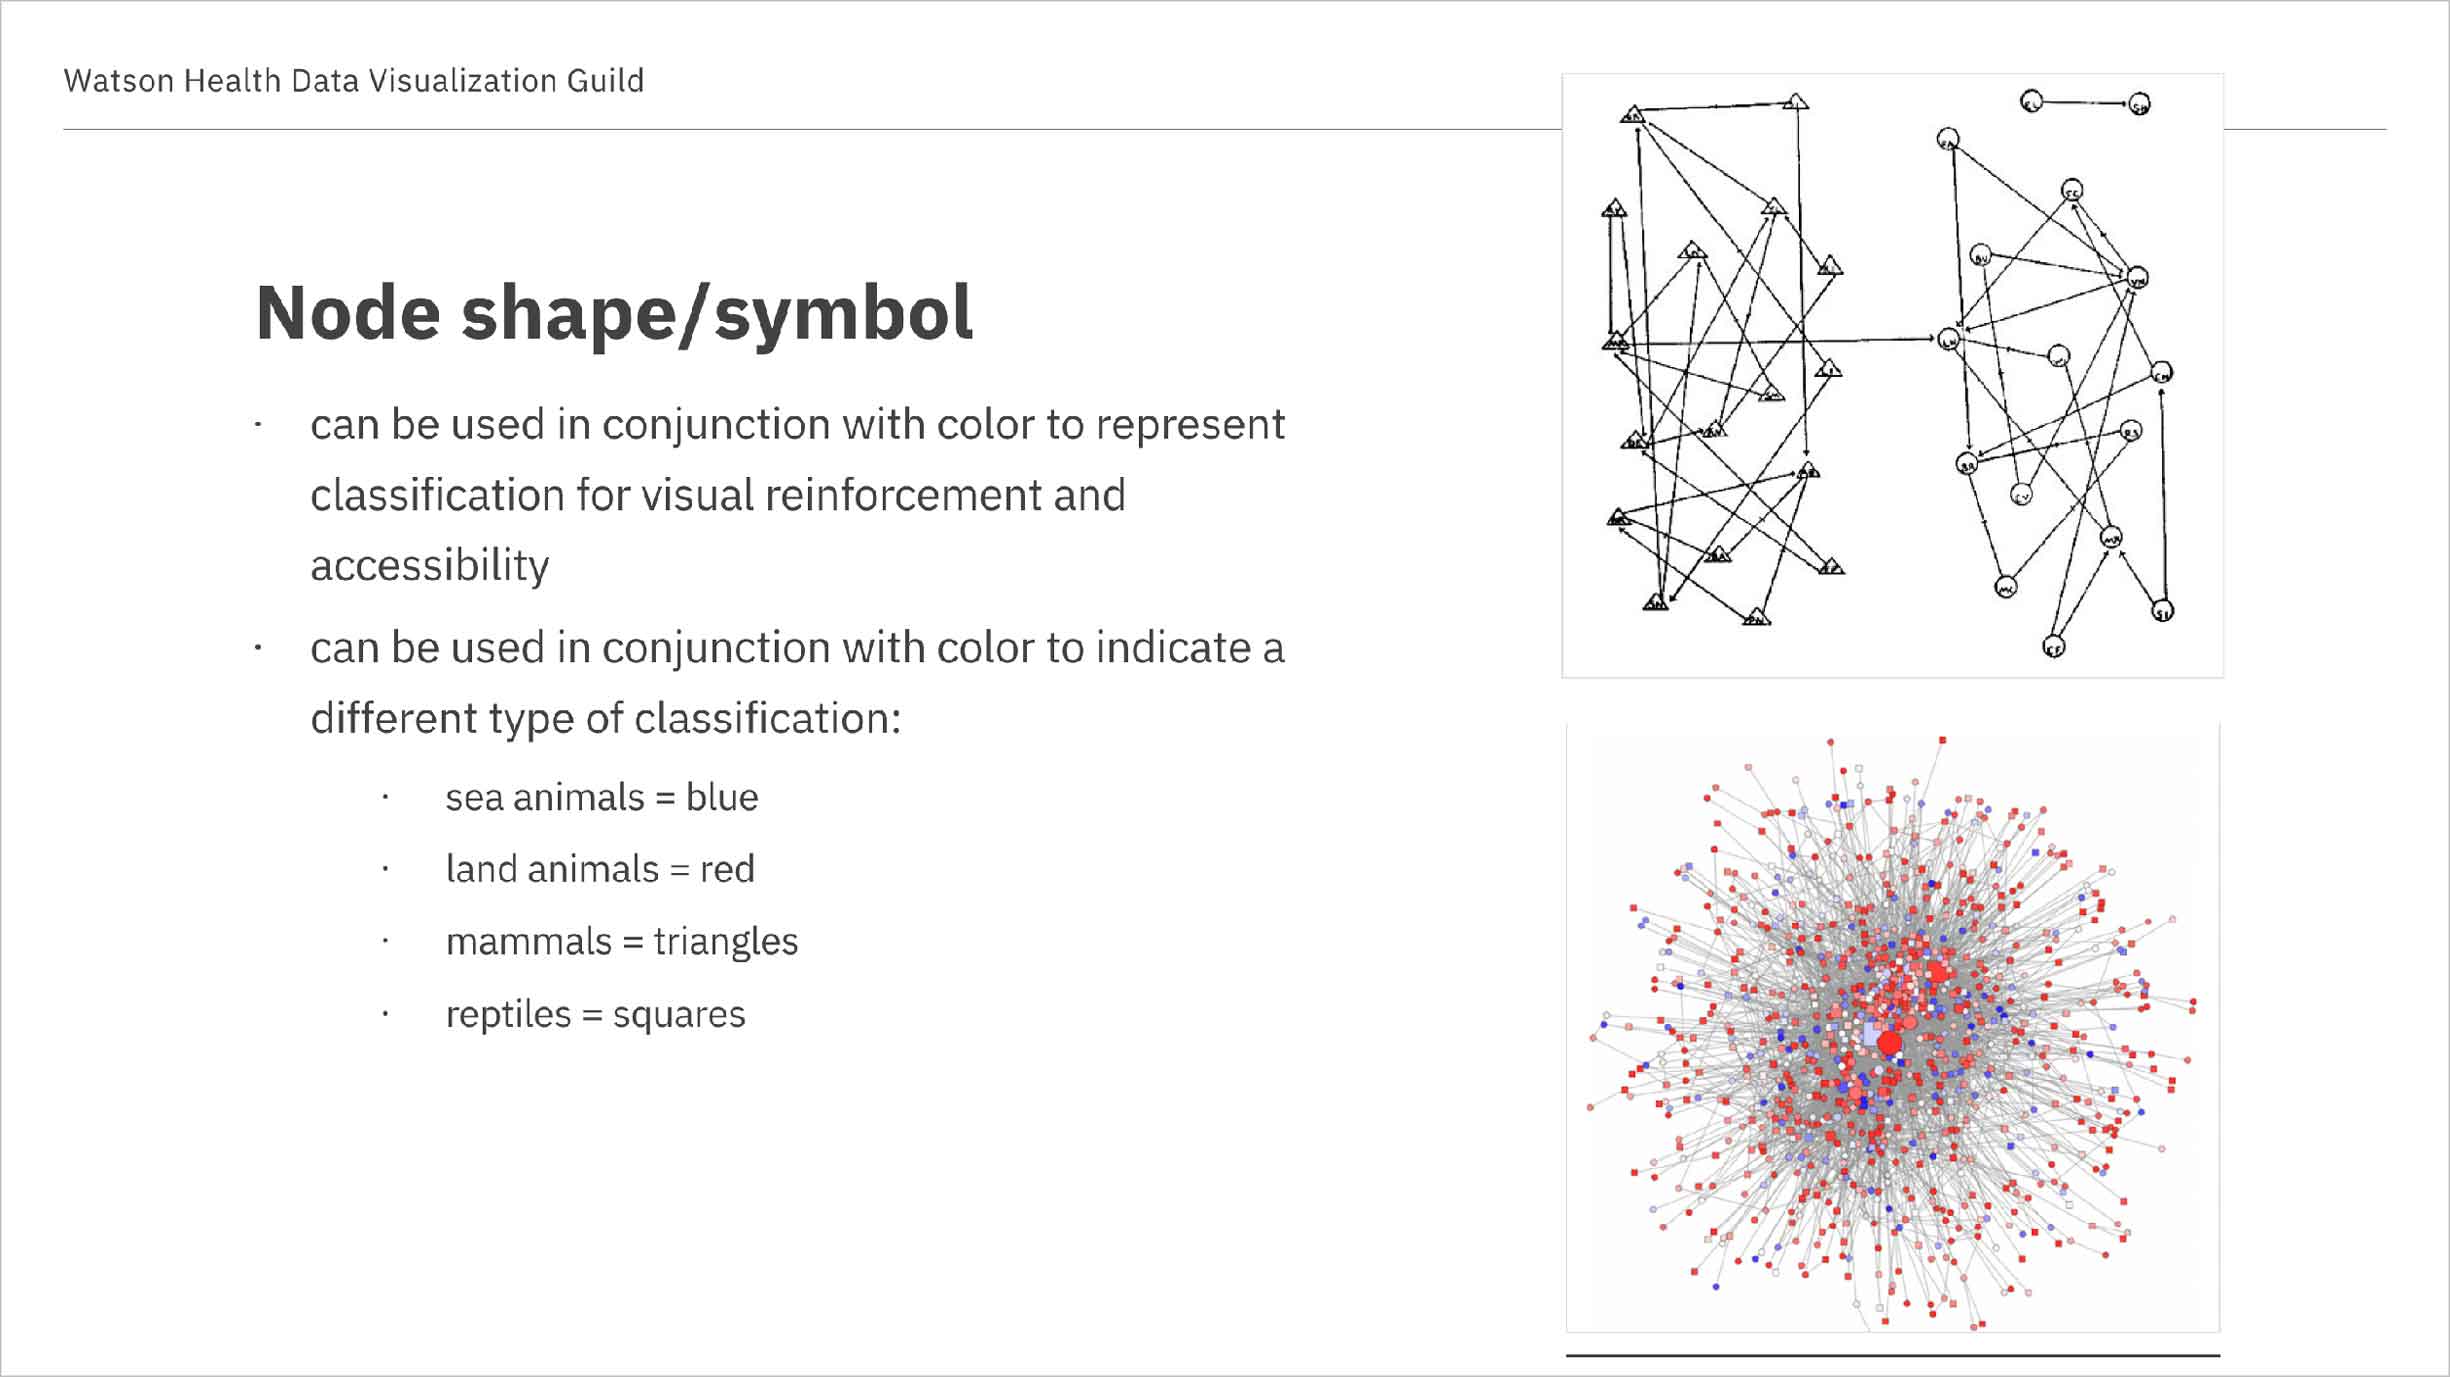 Watson Health Data Visualization Guild
Node shape/symbol
· can be used in conjunction with color to represent
classification for visual reinforcement and
accessibility
· can be used in conjunction with color to indicate a
different type of classification:
· sea animals = blue
· land animals = red
· mammals = triangles
· reptiles = squares